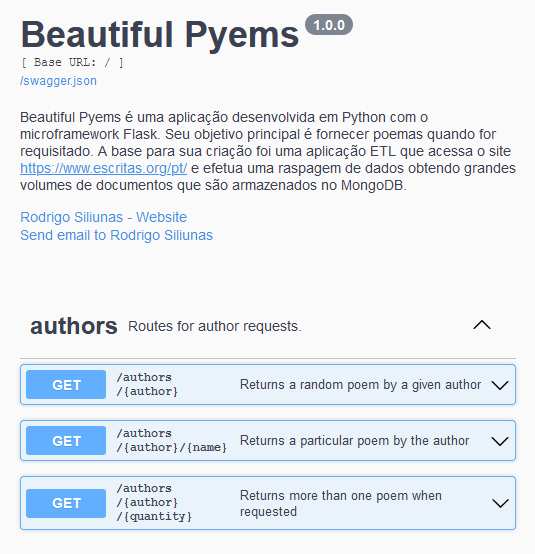 Beautiful Pyems 1.0.0
[ Base URL: / ]
/swagger.json
Beautiful Pyems é uma aplicação desenvolvida em Python com o
microframework Flask. Seu objetivo principal é fornecer poemas quando for
requisitado. A base para sua criação foi uma aplicação ETL que acessa o site
https://www.escritas.org/pt/ e efetua uma raspagem de dados obtendo grandes
volumes de documentos que são armazenados no MongoDB.
Rodrigo Siliunas - Website
Send email to Rodrigo Siliunas
authors Routes for author requests.
GET /authors
/{author} Returns a random poem by a given author
GET /authors
/{author}/{name} Returns a particular poem by the author
GET /authors
/{author}
/{quantity} Returns more than one poem when
requested